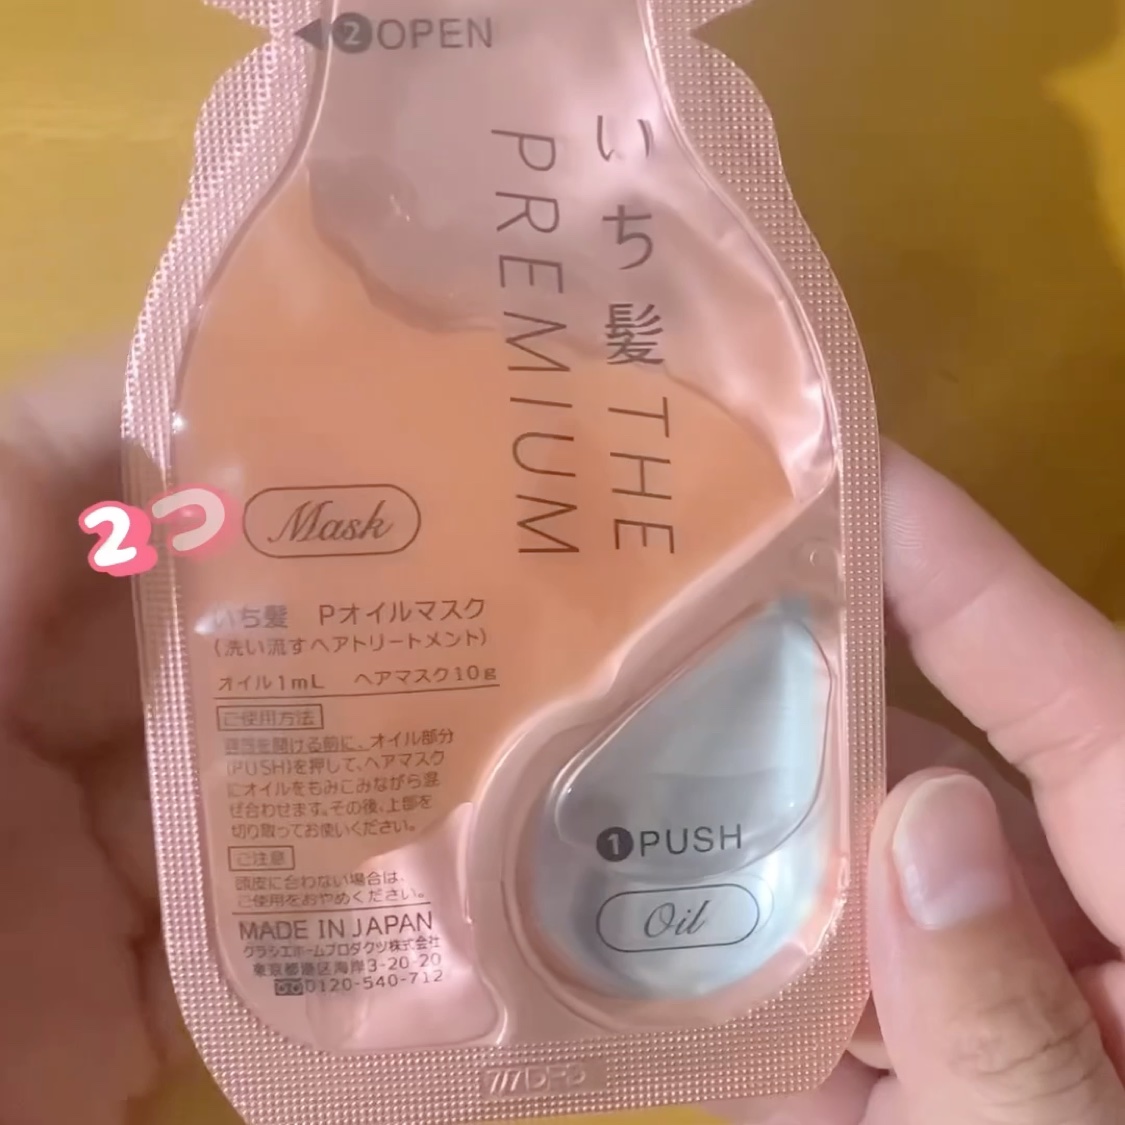 ②OPEN
いち髪 THE
PREMIUM
2つ
Mask
いち髪 Pオイルマスク
(洗い流すヘアトリートメント)
オイル1mL ヘアマスク10g
ご使用方法
容器を開ける前に、オイル部分
(PUSH)を押して、ヘアマスク
にオイルをもみこみながら混
ぜ合わせます。その後、上部を
切り取ってお使いください。
ご注意
頭皮に合わない場合は、
ご使用をおやめください。
MADE IN JAPAN
クラシエホームプロダクツ株式会社
東京都港区海岸3-20-20
0120-540-712
①PUSH
Oil
DNP